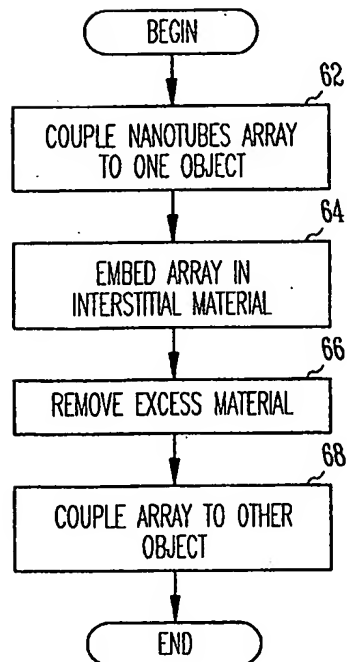 BEGIN
62
COUPLE NANOTUBES ARRAY
TO ONE OBJECT
64
EMBED ARRAY IN
INTERSTITIAL MATERIAL
66
REMOVE EXCESS MATERIAL
68
COUPLE ARRAY TO OTHER
OBJECT
END